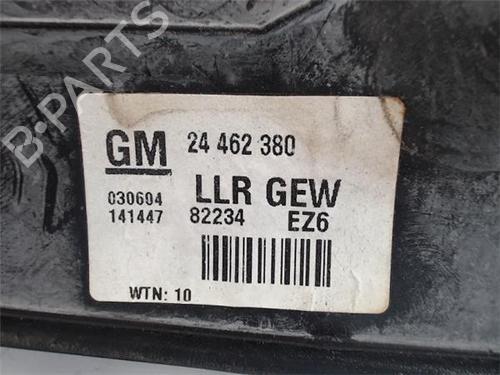 B-PARTS
GM 24 462 380
030604 LLR GEW
141447 82234 EZ6
WTN: 10